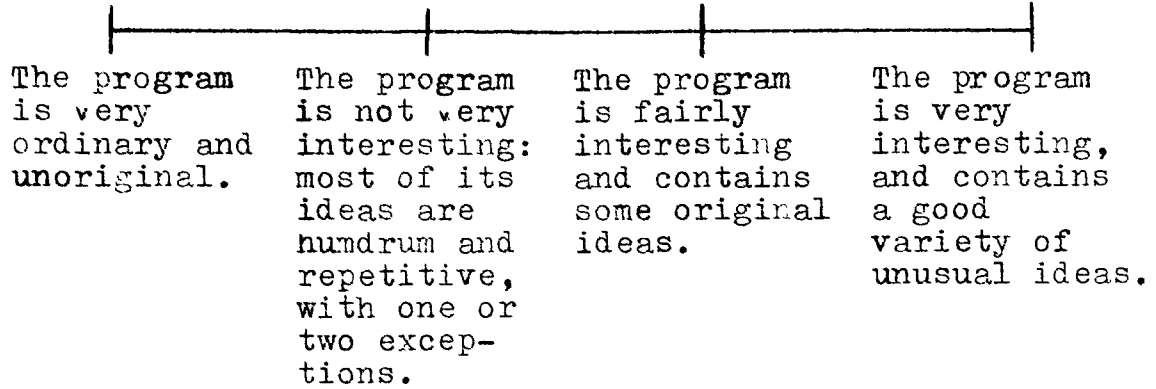 The program
is very
ordinary and
unoriginal.
The program
is not very
interesting:
most of its
ideas are
humdrum and
repetitive,
with one or
two excep-
tions.
The program
is fairly
interesting
and contains
some original
ideas.
The program
is very
interesting,
and contains
a good
variety of
unusual ideas.